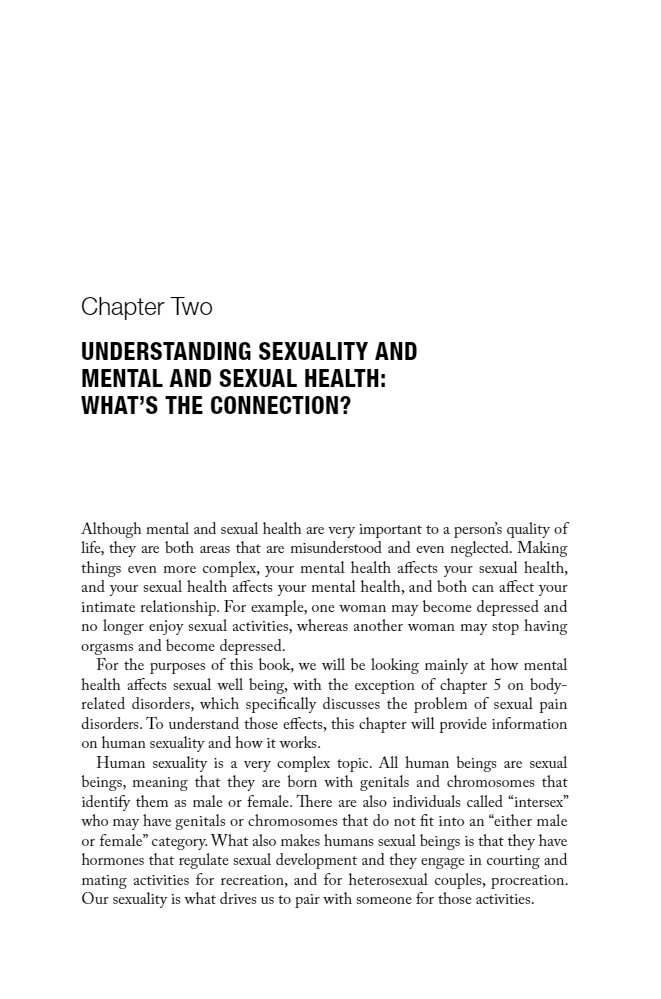 Chapter Two
UNDERSTANDING SEXUALITY AND
MENTAL AND SEXUAL HEALTH:
WHAT’S THE CONNECTION?
Although mental and sexual health are very important to a person’s quality of
life, they are both areas that are misunderstood and even neglected. Making
things even more complex, your mental health affects your sexual health,
and your sexual health affects your mental health, and both can affect your
intimate relationship. For example, one woman may become depressed and
no longer enjoy sexual activities, whereas another woman may stop having
orgasms and become depressed.
For the purposes of this book, we will be looking mainly at how mental
health affects sexual well being, with the exception of chapter 5 on body-
related disorders, which specifically discusses the problem of sexual pain
disorders. To understand those effects, this chapter will provide information
on human sexuality and how it works.
Human sexuality is a very complex topic. All human beings are sexual
beings, meaning that they are born with genitals and chromosomes that
identify them as male or female. There are also individuals called “intersex”
who may have genitals or chromosomes that do not fit into an “either male
or female” category. What also makes humans sexual beings is that they have
hormones that regulate sexual development and they engage in courting and
mating activities for recreation, and for heterosexual couples, procreation.
Our sexuality is what drives us to pair with someone for those activities.